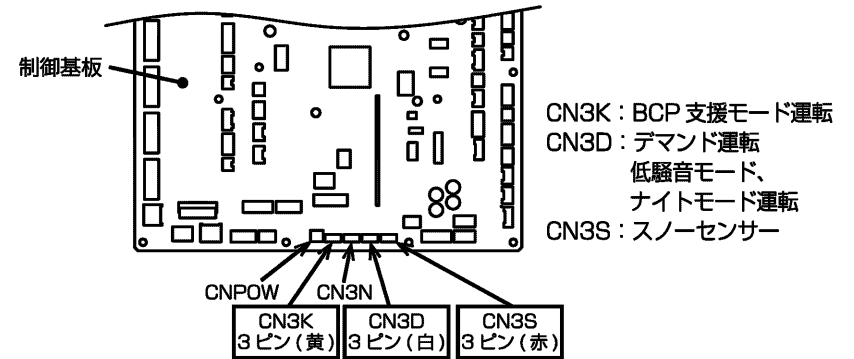 制御基板
CN3K：BCP 支援モード運転
CN3D：デマンド運転
低騒音モード、
ナイトモード運転
CN3S：スノーセンサー
CNPOW
CN3N
CN3K
3 ピン ( 黄 )
CN3D
3 ピン ( 白 )
CN3S
3 ピン ( 赤 )